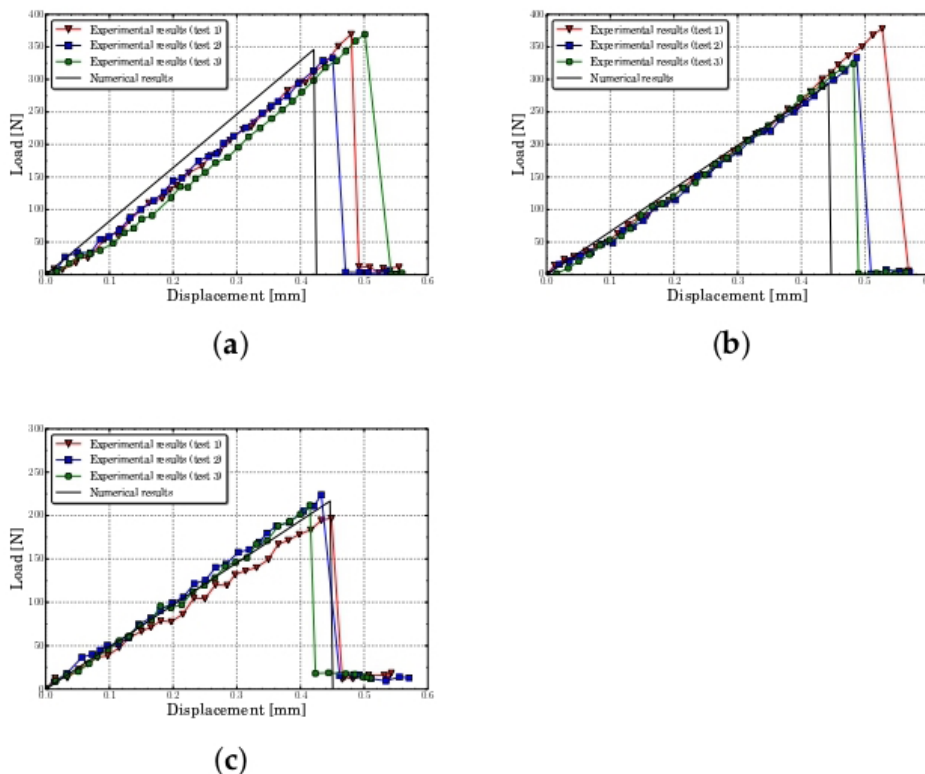 400
350
300
250
200
150
100
50
0
Load [N]
Experimental results (test 1)
Experimental results (test 2)
Experimental results (test 3)
Numerical results
0.0 0.1 0.2 0.3 0.4 0.5 0.6
Displacement [mm]
(a)
400
350
300
250
200
150
100
50
0
Load [N]
Experimental results (test 1)
Experimental results (test 2)
Experimental results (test 3)
Numerical results
0.0 0.1 0.2 0.3 0.4 0.5 0.6
Displacement [mm]
(b)
300
250
200
150
100
50
0
Load [N]
Experimental results (test 1)
Experimental results (test 2)
Experimental results (test 3)
Numerical results
0.0 0.1 0.2 0.3 0.4 0.5 0.6
Displacement [mm]
(c)